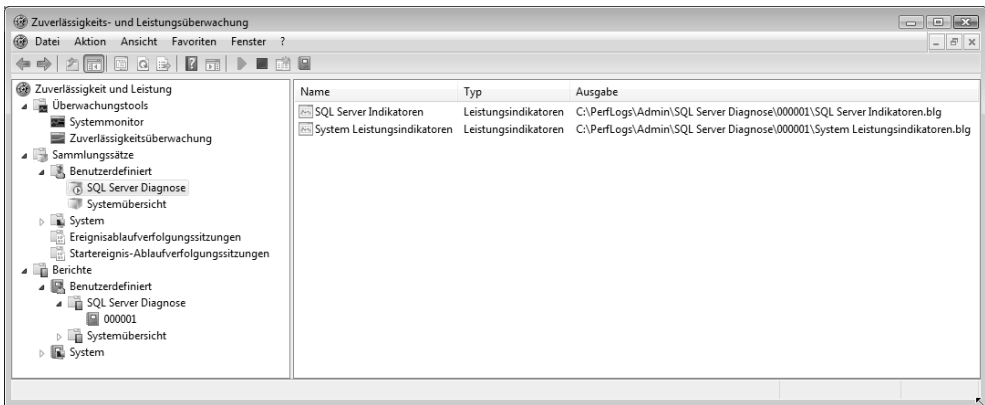 Zuverlässigkeits- und Leistungsüberwachung
Datei Aktion Ansicht Favoriten Fenster ?
Zuverlässigkeit und Leistung
Überwachungstools
Systemmonitor
Zuverlässigkeitsüberwachung
Sammlungssätze
Benutzerdefiniert
SQL Server Diagnose
Systemübersicht
System
Ereignisablaufverfolgungssitzungen
Startereignis-Ablaufverfolgungssitzungen
Berichte
Benutzerdefiniert
SQL Server Diagnose
000001
Systemübersicht
System
Name Typ Ausgabe
SQL Server Indikatoren Leistungsindikatoren C:\PerfLogs\Admin\SQL Server Diagnose\000001\SQL Server Indikatoren.blg
System Leistungsindikatoren Leistungsindikatoren C:\PerfLogs\Admin\SQL Server Diagnose\000001\System Leistungsindikatoren.blg